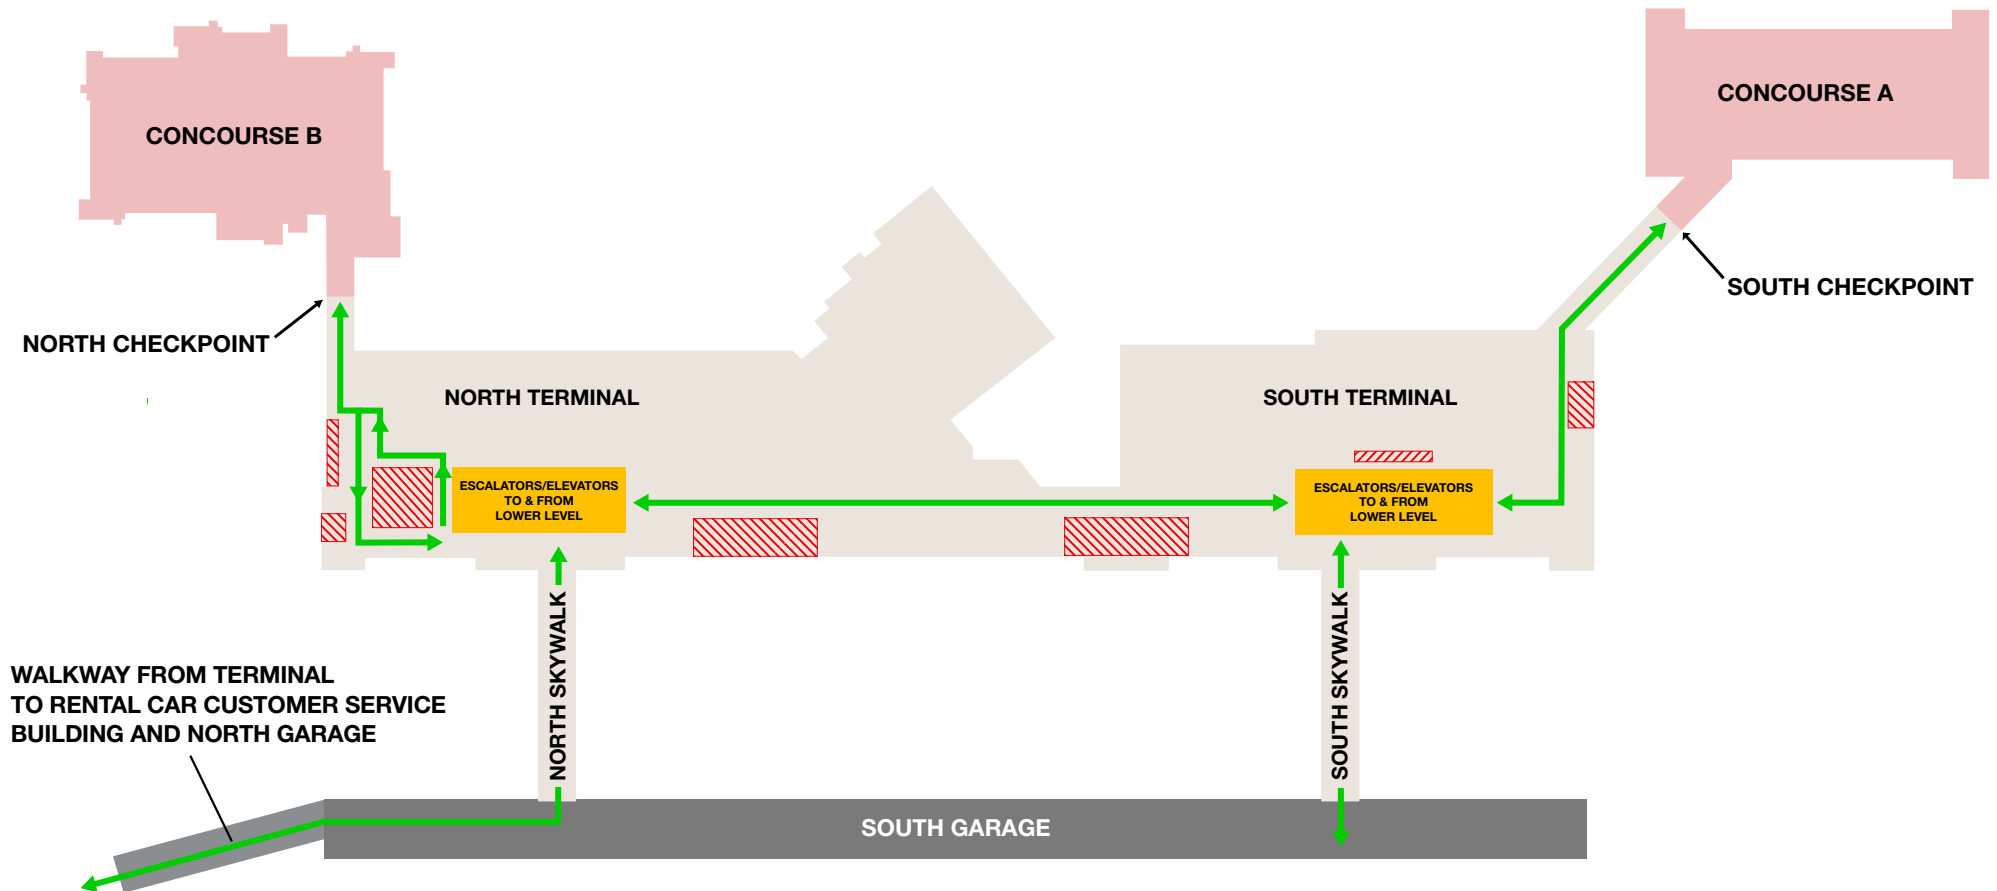 CONCOURSE B
CONCOURSE A
SOUTH CHECKPOINT
NORTH CHECKPOINT
NORTH TERMINAL
SOUTH TERMINAL
ESCALATORS/ELEVATORS
TO & FROM
LOWER LEVEL
ESCALATORS/ELEVATORS
TO & FROM
LOWER LEVEL
NORTH SKYWALK
SOUTH SKYWALK
WALKWAY FROM TERMINAL
TO RENTAL CAR CUSTOMER SERVICE
BUILDING AND NORTH GARAGE
SOUTH GARAGE